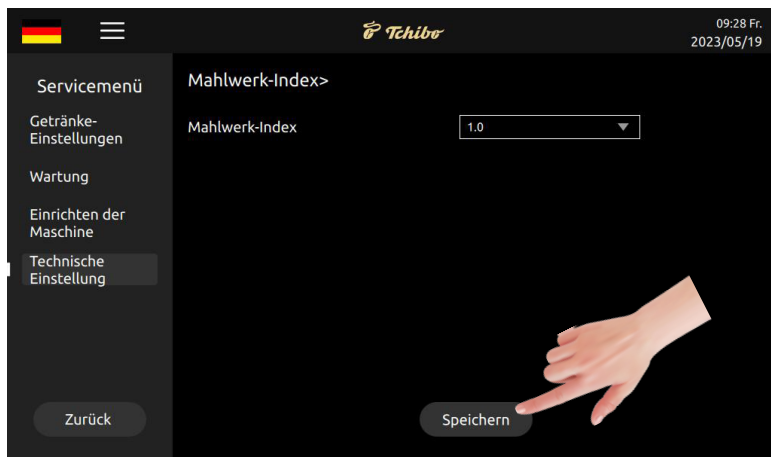 Tchibo
09:28 Fr.
2023/05/19
Servicemenü
Getränke-
Einstellungen
Wartung
Einrichten der
Maschine
Technische
Einstellung
Zurück
Mahlwerk-Index>
Mahlwerk-Index
1.0
Speichern